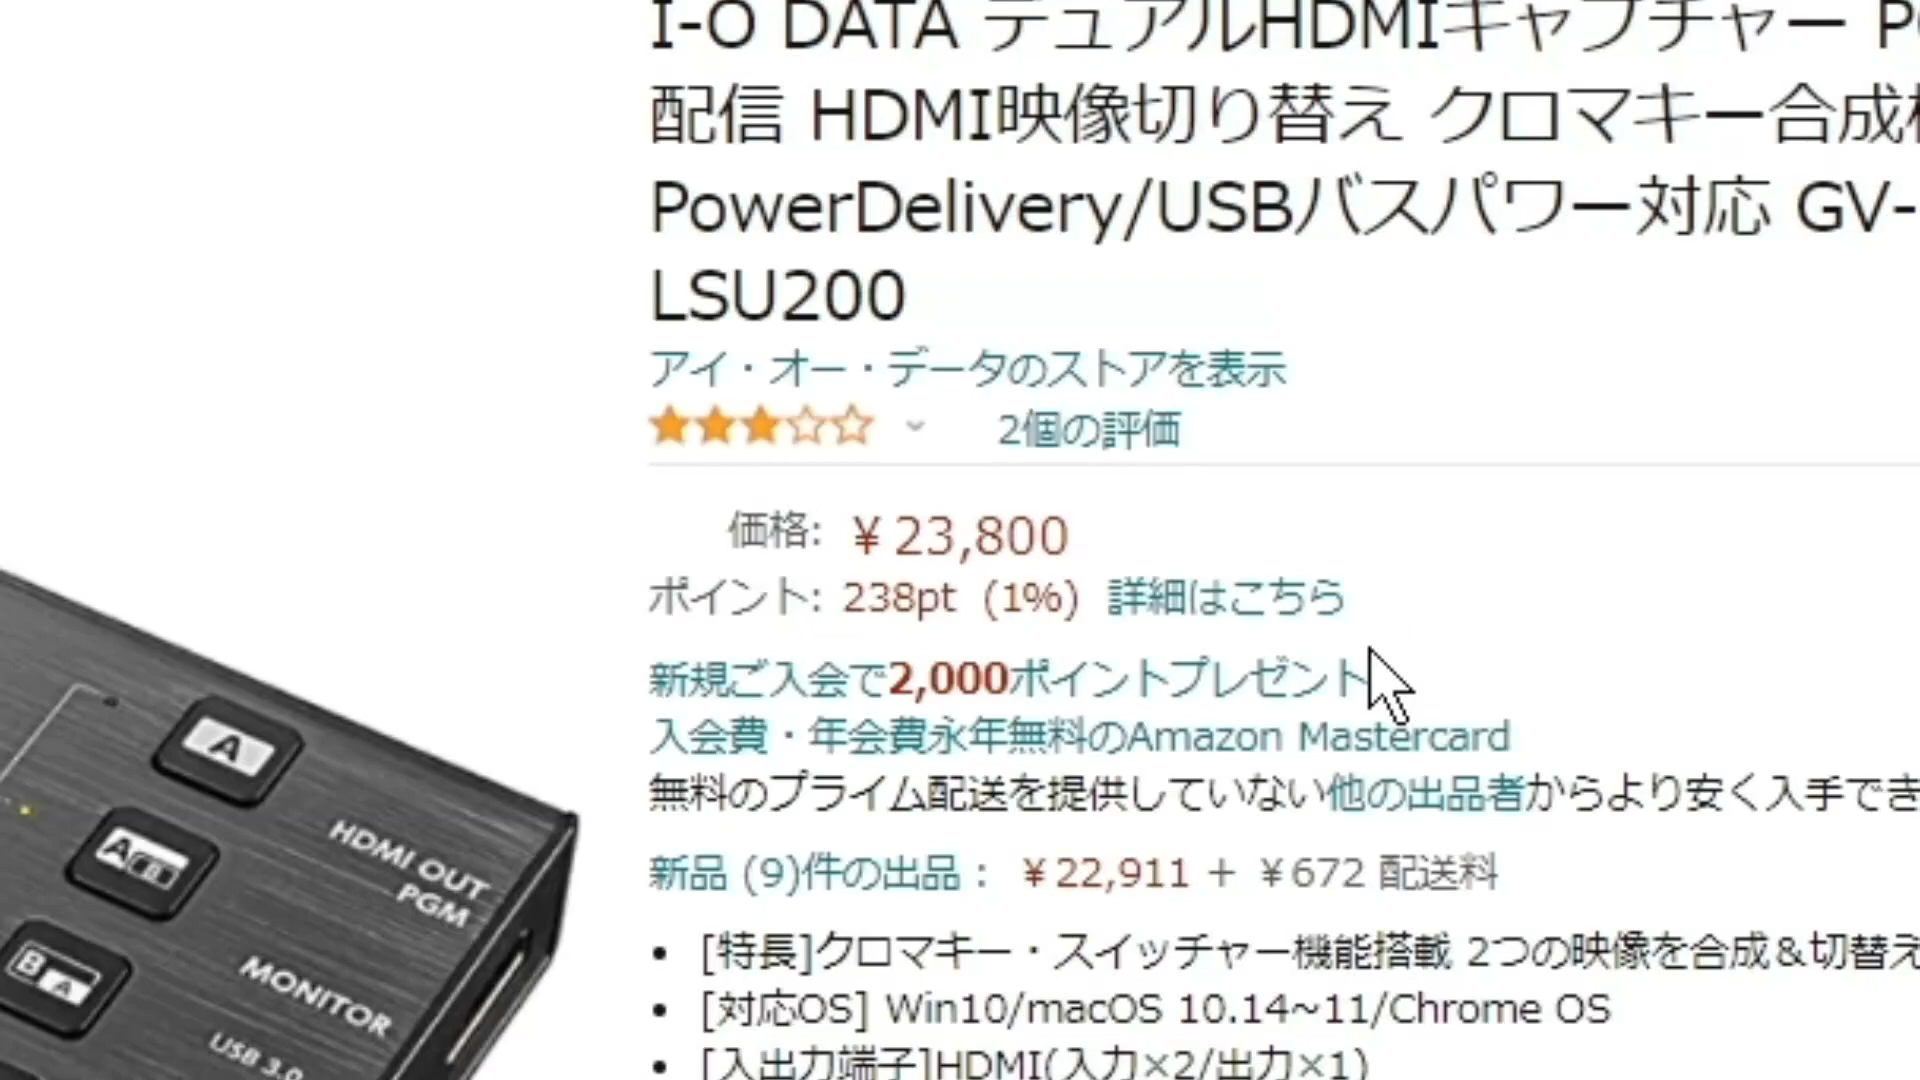 I-O DATA デュアルHDMIキャプチャー
配信 HDMI映像切り替え クロマキー合成
PowerDelivery/USBバスパワー対応 GV-
LSU200
アイ・オー・データのストアを表示
2個の評価
価格: ￥23,800
ポイント: 238pt (1%) 詳細はこちら
新規ご入会で2,000ポイントプレゼント
入会費・年会費永年無料のAmazon Mastercard
無料のプライム配送を提供していない他の出品者からより安く入手でき
新品 (9)件の出品： ￥22,911 + ￥672 配送料
• [特長]クロマキー・スイッチャー機能搭載 2つの映像を合成＆切替え
• [対応OS] Win10/macOS 10.14~11/Chrome OS
• [入出力端子]HDMI(入力×2/出力×1)
A
A B
B A
HDMI OUT
PGM
MONITOR
USB 3.0